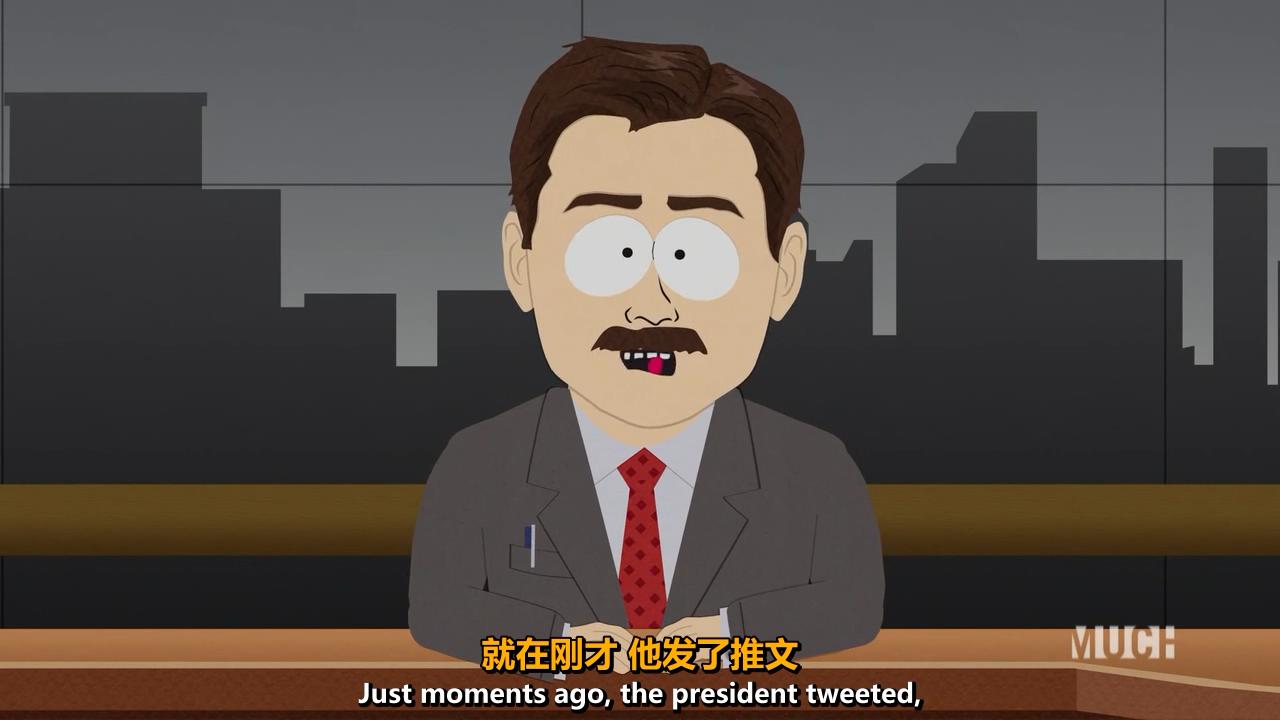 MUCH
就在刚才 他发了推文
Just moments ago, the president tweeted,